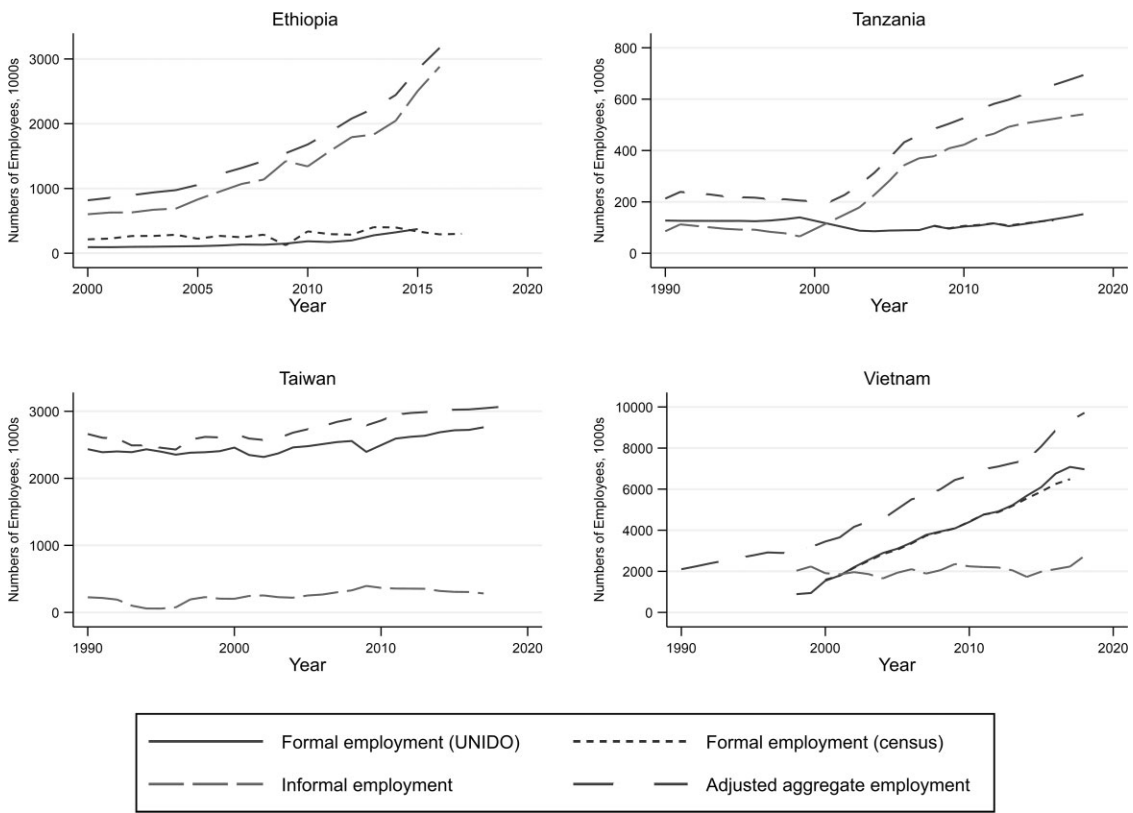 Ethiopia
Numbers of Employees, 1000s
3000
2000
1000
0
2000
2005
2010
2015
2020
Year
Tanzania
Numbers of Employees, 1000s
800
600
400
200
0
1990
2000
2010
2020
Year
Taiwan
Numbers of Employees, 1000s
3000
2000
1000
0
1990
2000
2010
2020
Year
Vietnam
Numbers of Employees, 1000s
10000
8000
6000
4000
2000
0
1990
2000
2010
2020
Year
Formal employment (UNIDO)
Formal employment (census)
Informal employment
Adjusted aggregate employment